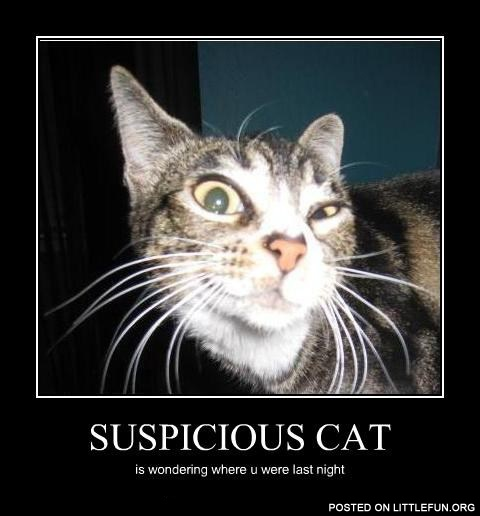 SUSPICIOUS CAT
is wondering where u were last night
POSTED ON LITTLEFUN.ORG